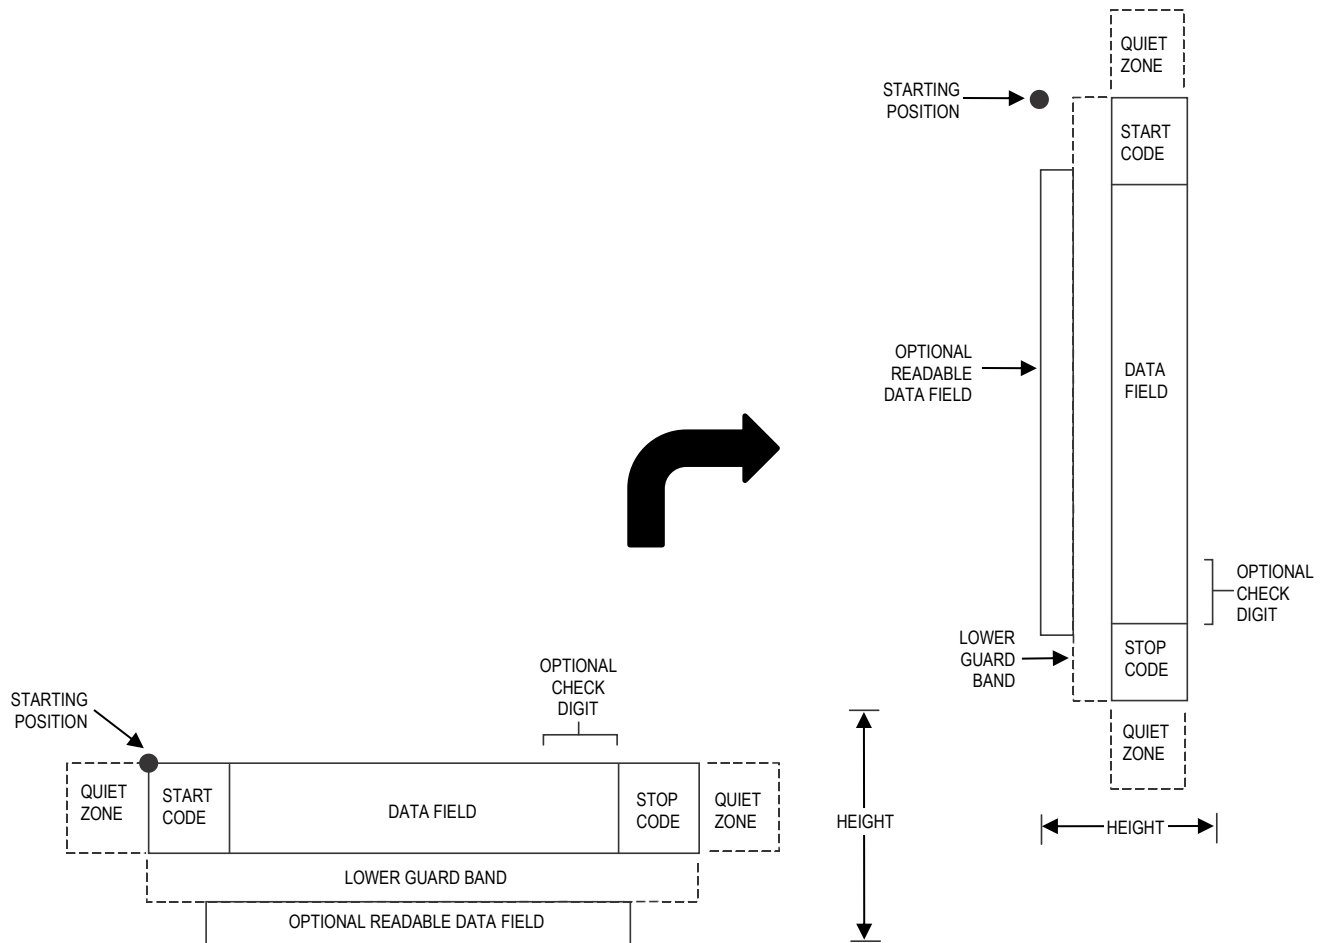 QUIET
ZONE
STARTING
POSITION
START
CODE
OPTIONAL
READABLE
DATA FIELD
DATA
FIELD
OPTIONAL
CHECK
DIGIT
LOWER
GUARD
BAND
STOP
CODE
QUIET
ZONE
HEIGHT
OPTIONAL
CHECK
DIGIT
STARTING
POSITION
QUIET
ZONE
START
CODE
DATA FIELD
STOP
CODE
QUIET
ZONE
HEIGHT
LOWER GUARD BAND
OPTIONAL READABLE DATA FIELD